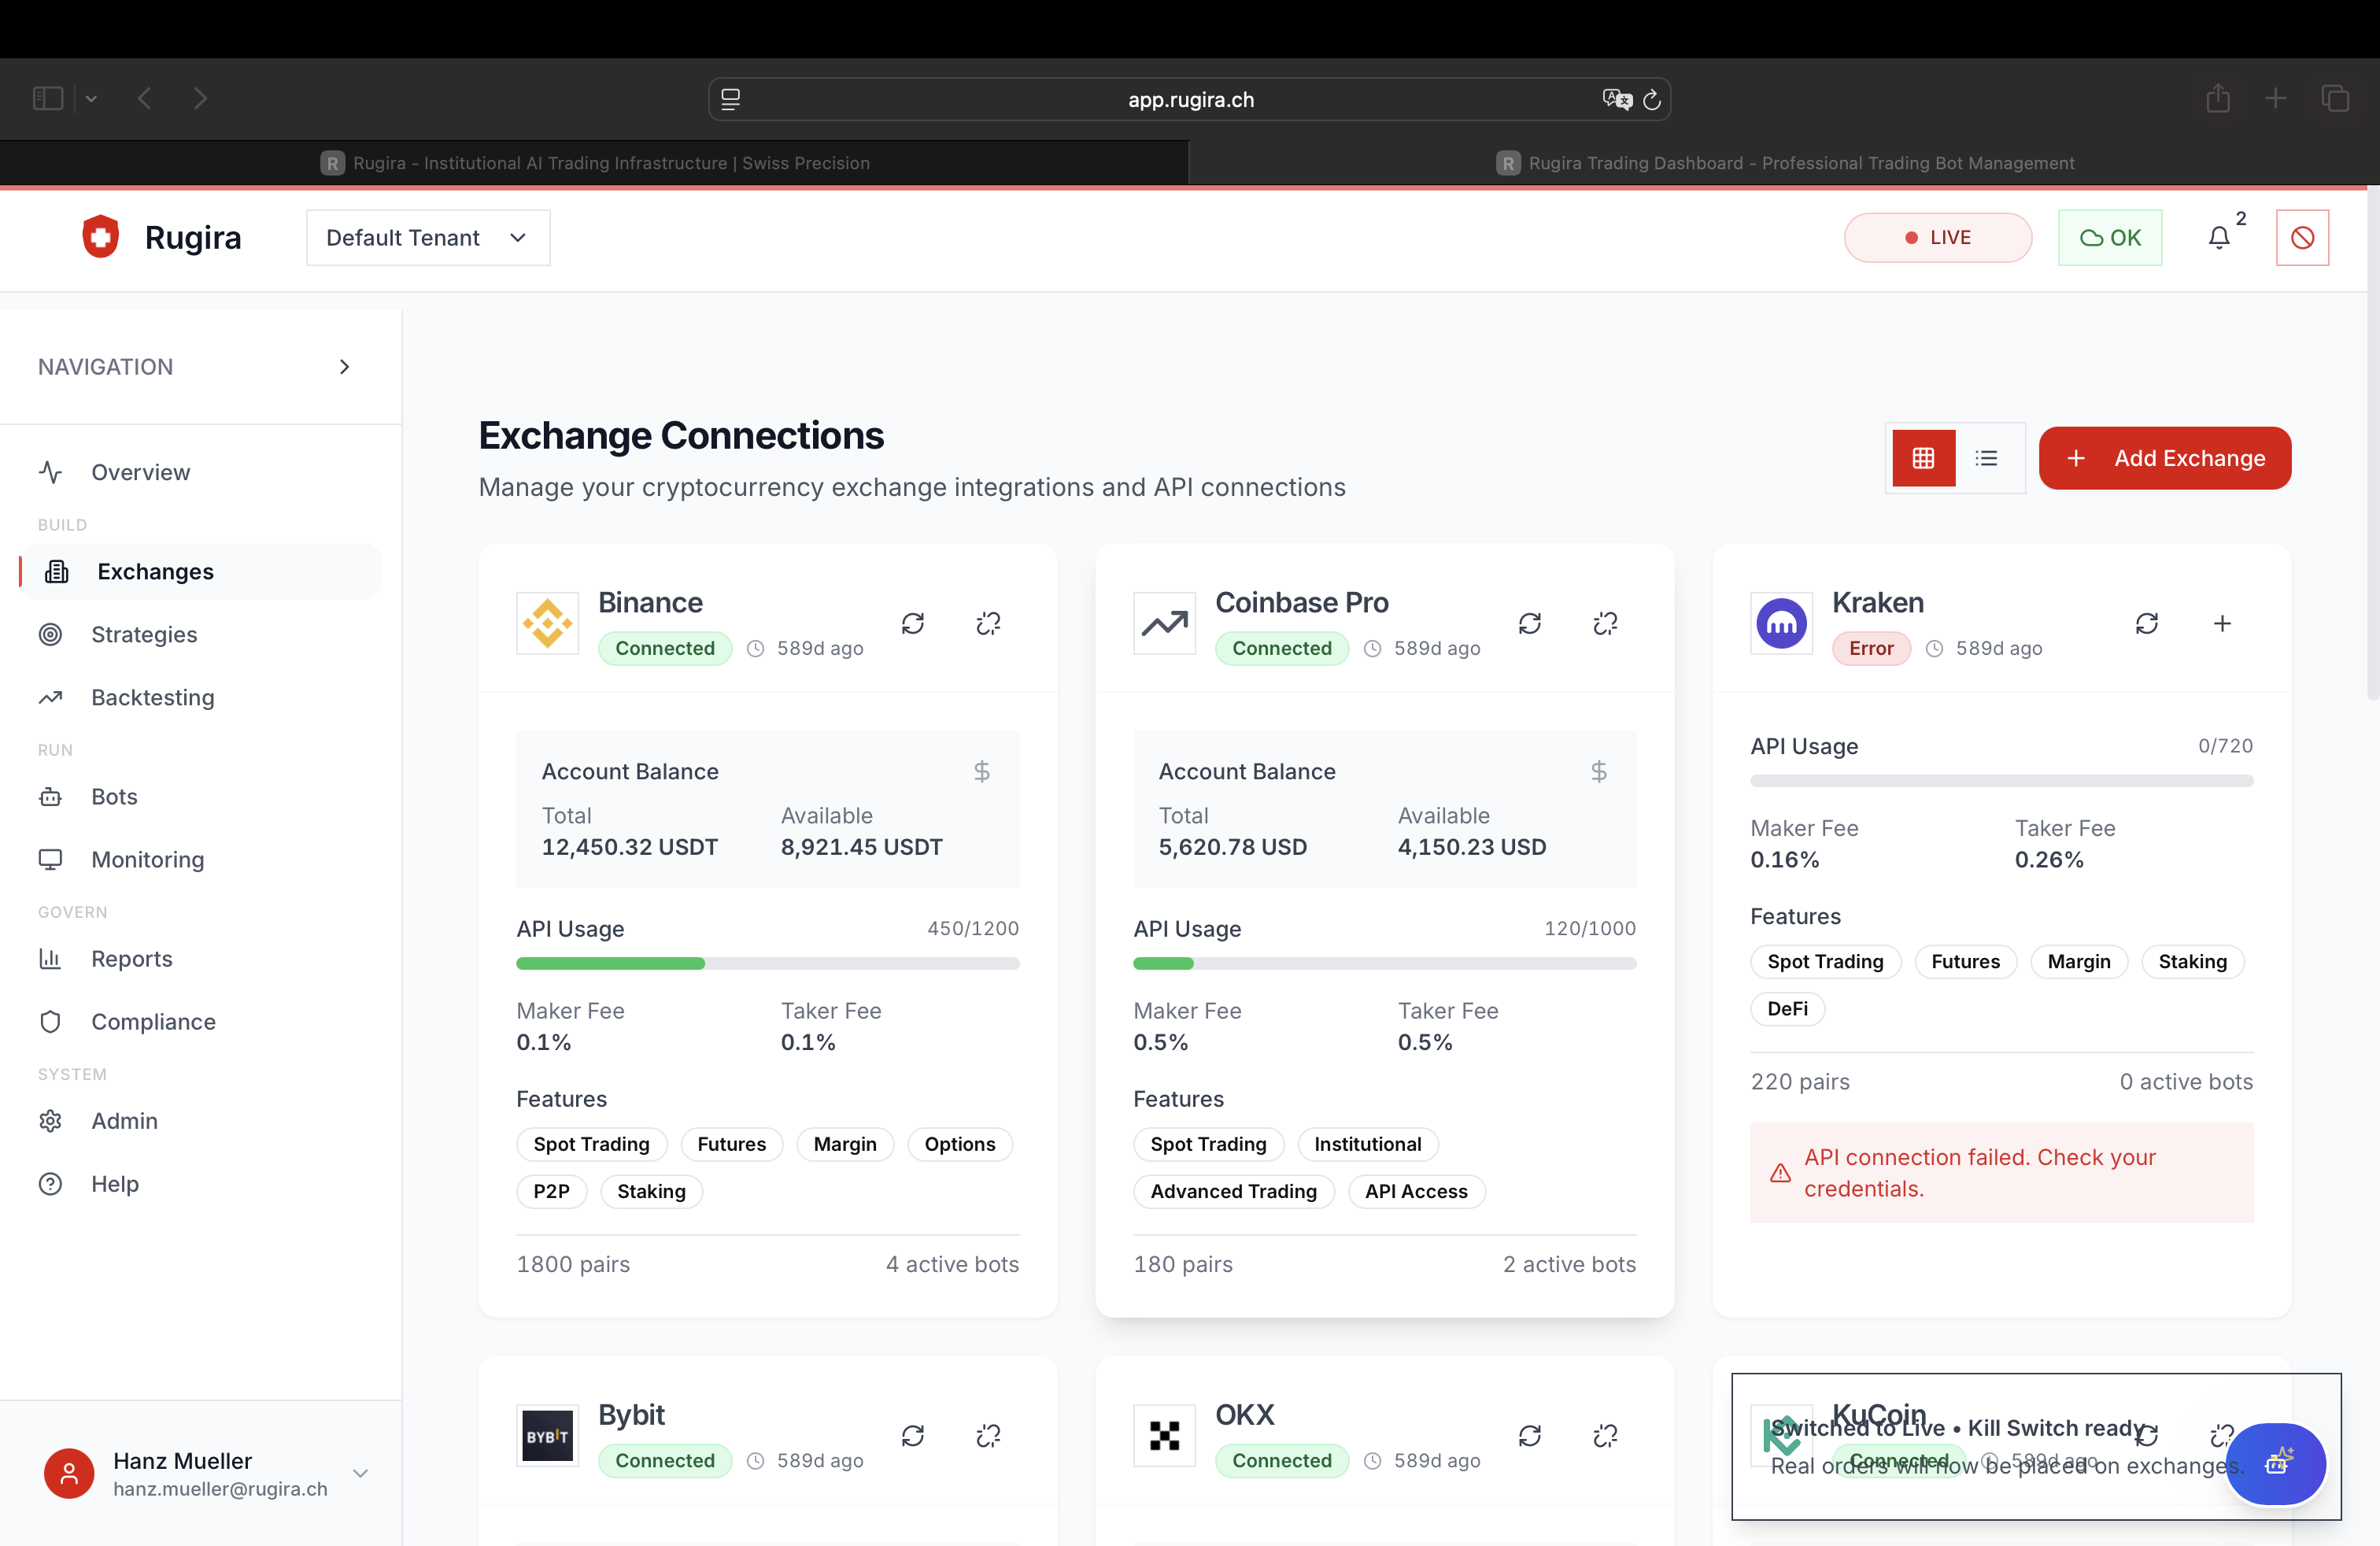 app.rugira.ch
R Rugira - Institutional AI Trading Infrastructure | Swiss Precision
R Rugira Trading Dashboard - Professional Trading Bot Management
Rugira
Default Tenant
LIVE
OK
2
NAVIGATION
Overview
BUILD
Exchanges
Strategies
Backtesting
RUN
Bots
Monitoring
GOVERN
Reports
Compliance
SYSTEM
Admin
Help
Hanz Mueller
hanz.mueller@rugira.ch
Exchange Connections
Manage your cryptocurrency exchange integrations and API connections
Add Exchange
Binance
Connected 589d ago
Account Balance
Total Available
12,450.32 USDT 8,921.45 USDT
API Usage 450/1200
Maker Fee Taker Fee
0.1% 0.1%
Features
Spot Trading Futures Margin Options
P2P Staking
1800 pairs 4 active bots
Coinbase Pro
Connected 589d ago
Account Balance
Total Available
5,620.78 USD 4,150.23 USD
API Usage 120/1000
Maker Fee Taker Fee
0.5% 0.5%
Features
Spot Trading Institutional
Advanced Trading API Access
180 pairs 2 active bots
Kraken
Error 589d ago
API Usage 0/720
Maker Fee Taker Fee
0.16% 0.26%
Features
Spot Trading Futures Margin Staking
DeFi
220 pairs 0 active bots
API connection failed. Check your
credentials.
BYBIT
Bybit
Connected 589d ago
OKX
Connected 589d ago
KuCoin
Connected 589d ago
Switched to Live • Kill Switch ready
Real orders will now be placed on exchanges.